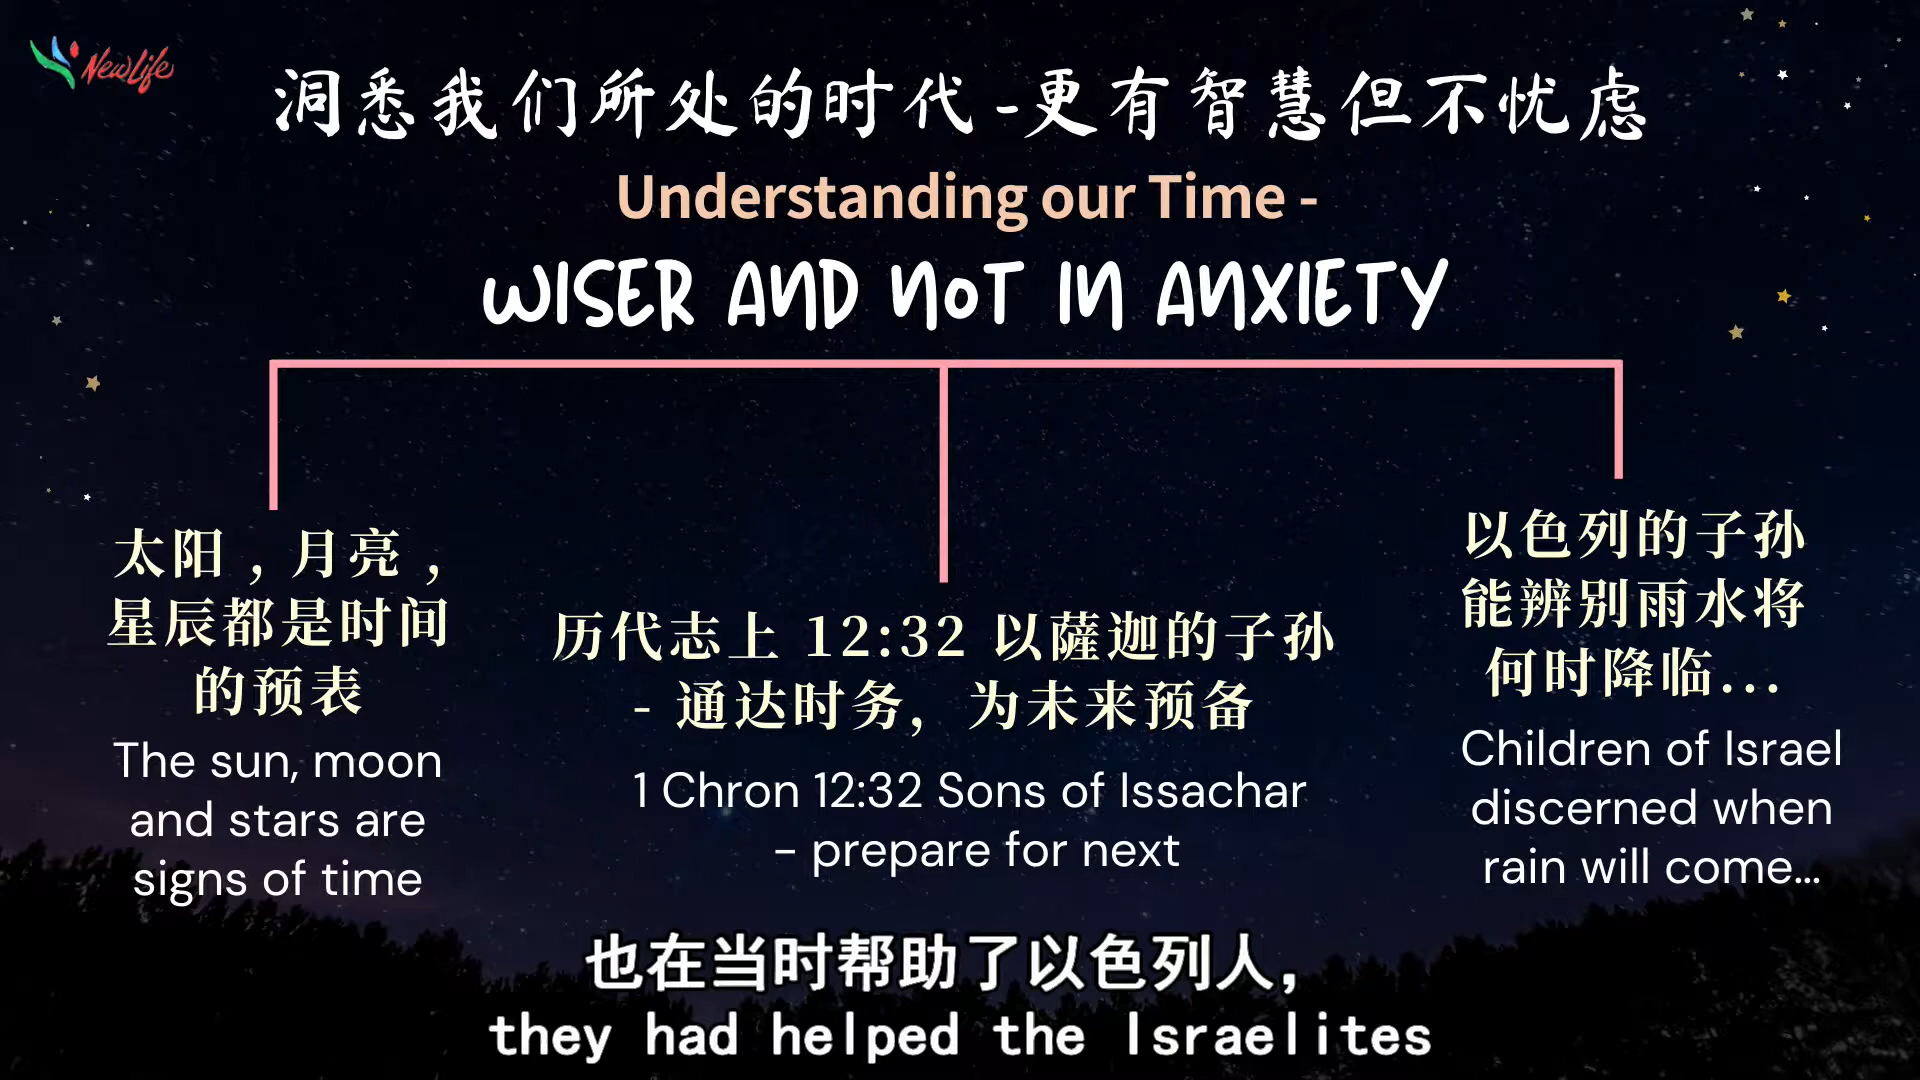 NewLife
洞悉我们所处的时代-更有智慧但不忧虑
Understanding our Time -
WISER AND NOT IN ANXIETY
太阳，月亮，
星辰都是时间
的预表
The sun, moon
and stars are
signs of time
历代志上 12:32 以薩迦的子孙
- 通达时务，为未来预备
1 Chron 12:32 Sons of Issachar
– prepare for next
以色列的子孙
能辨别雨水将
何时降临...
Children of Israel
discerned when
rain will come...
也在当时帮助了以色列人，
they had helped the Israelites